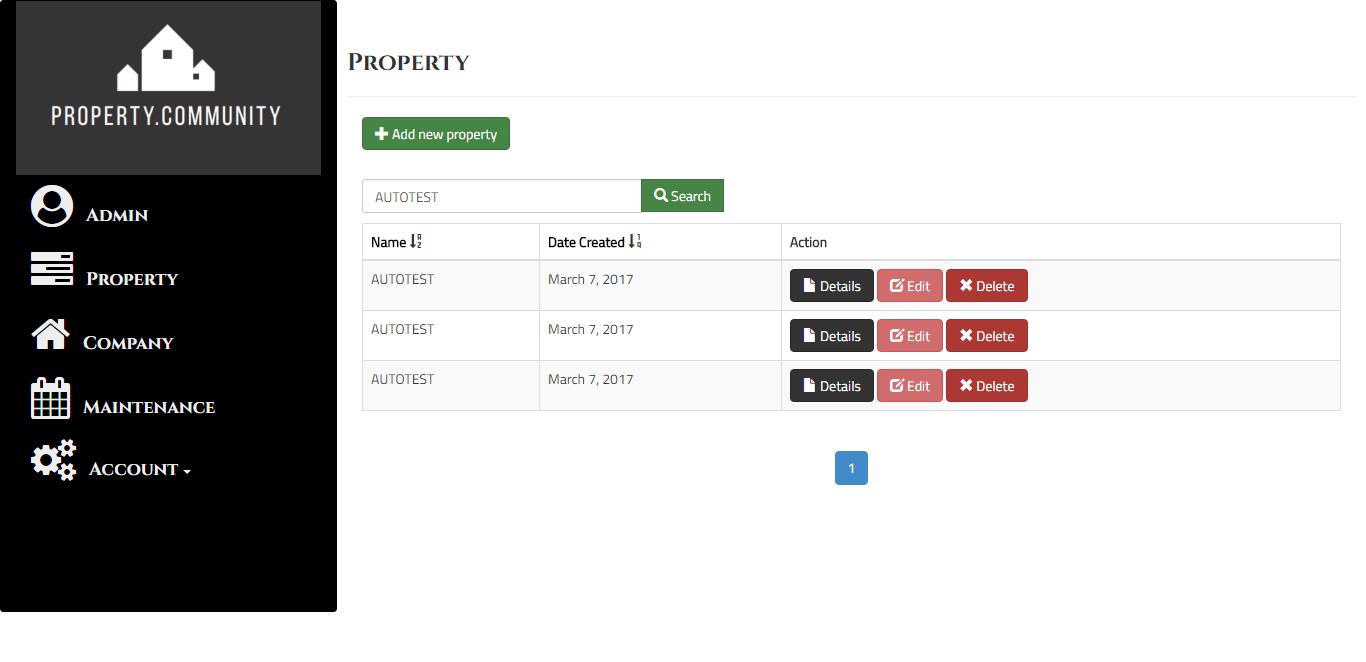 PROPERTY.COMMUNITY
Admin
Property
Company
Maintenance
Account
Property
Add new property
AUTOTEST Search
Name Date Created Action
AUTOTEST March 7, 2017 Details Edit Delete
AUTOTEST March 7, 2017 Details Edit Delete
AUTOTEST March 7, 2017 Details Edit Delete
1